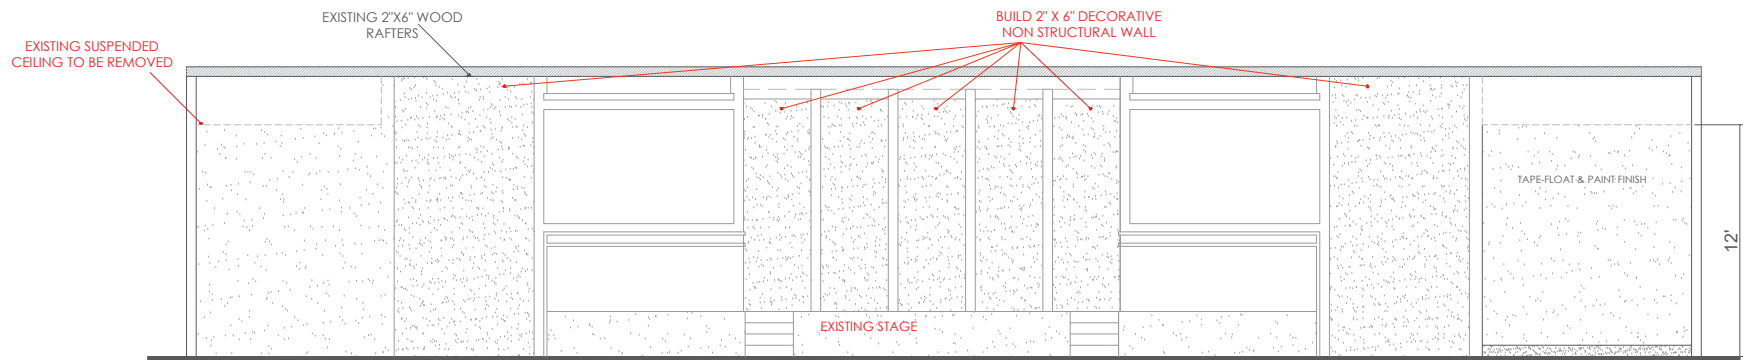 EXISTING 2"X6" WOOD
RAFTERS
BUILD 2" X 6" DECORATIVE
NON STRUCTURAL WALL
EXISTING SUSPENDED
CEILING TO BE REMOVED
TAPE-FLOAT & PAINT FINISH
12'
EXISTING STAGE